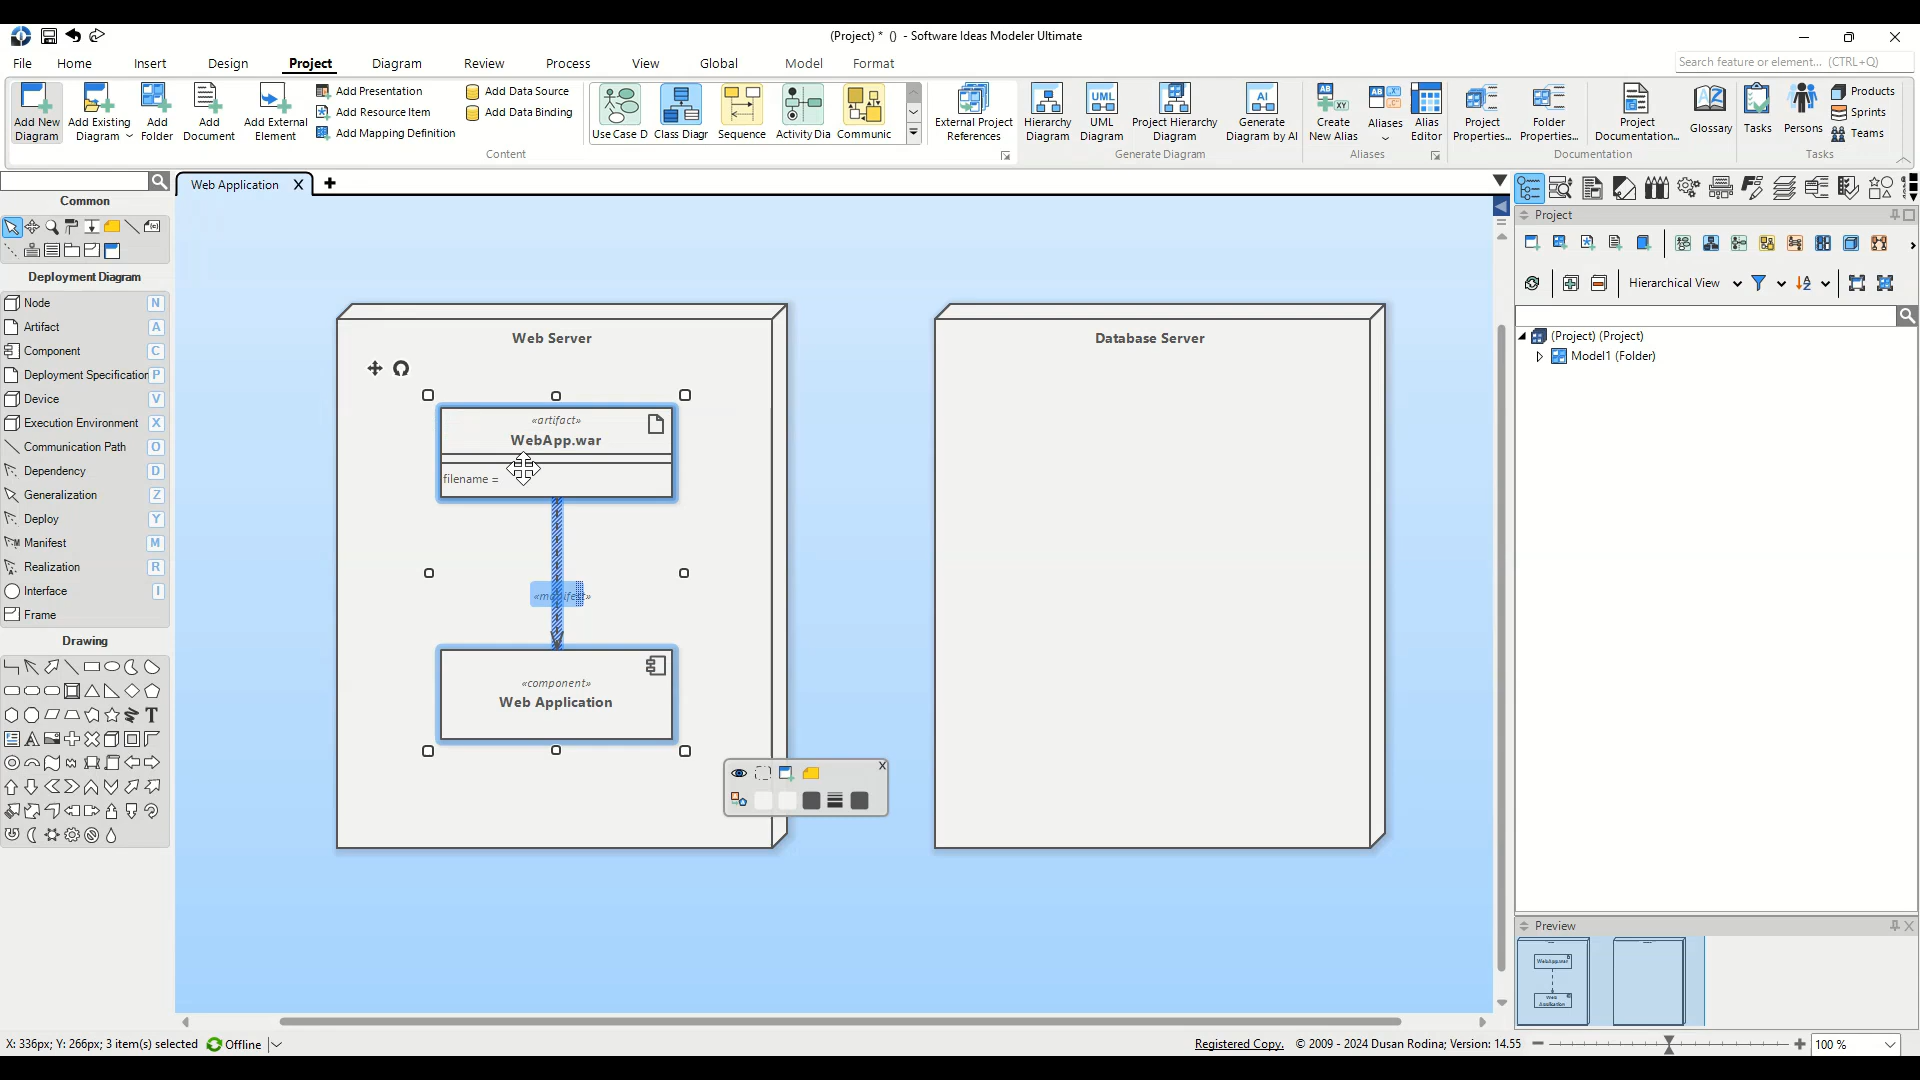 (Project) * () - Software Ideas Modeler Ultimate
File
Home
Insert
Design
Project
Diagram
Review
Process
View
Global
Model
Format
Search feature or element... (CTRL+Q)
Add New
Diagram
Add Existing
Diagram
Add
Folder
Add
Document
Add External
Element
Add Presentation
Add Resource Item
Add Mapping Definition
Add Data Source
Add Data Binding
Content
Use Case D
Class Diagr
Sequence
Activity Dia
Communic
External Project
References
Hierarchy
Diagram
UML
Diagram
Project Hierarchy
Diagram
Generate
Diagram by AI
Generate Diagram
Create
New Alias
Aliases
Alias
Editor
Aliases
Project
Properties...
Folder
Properties...
Project
Documentation...
Glossary
Documentation
Tasks
Persons
Products
Sprints
Teams
Tasks
Web Application
Common
Deployment Diagram
Node N
Artifact A
Component C
Deployment Specification P
Device V
Execution Environment X
Communication Path O
Dependency D
Generalization Z
Deploy Y
Manifest M
Realization R
Interface I
Frame
Drawing
Web Server
«artifact»
WebApp.war
filename =
«manifest»
«component»
Web Application
Database Server
Project
Hierarchical View
(Project) (Project)
Model1 (Folder)
Preview
WebApp.war
Web
Application
X: 336px; Y: 266px; 3 item(s) selected
Offline
Registered Copy.
© 2009 - 2024 Dusan Rodina; Version: 14.55
100 %